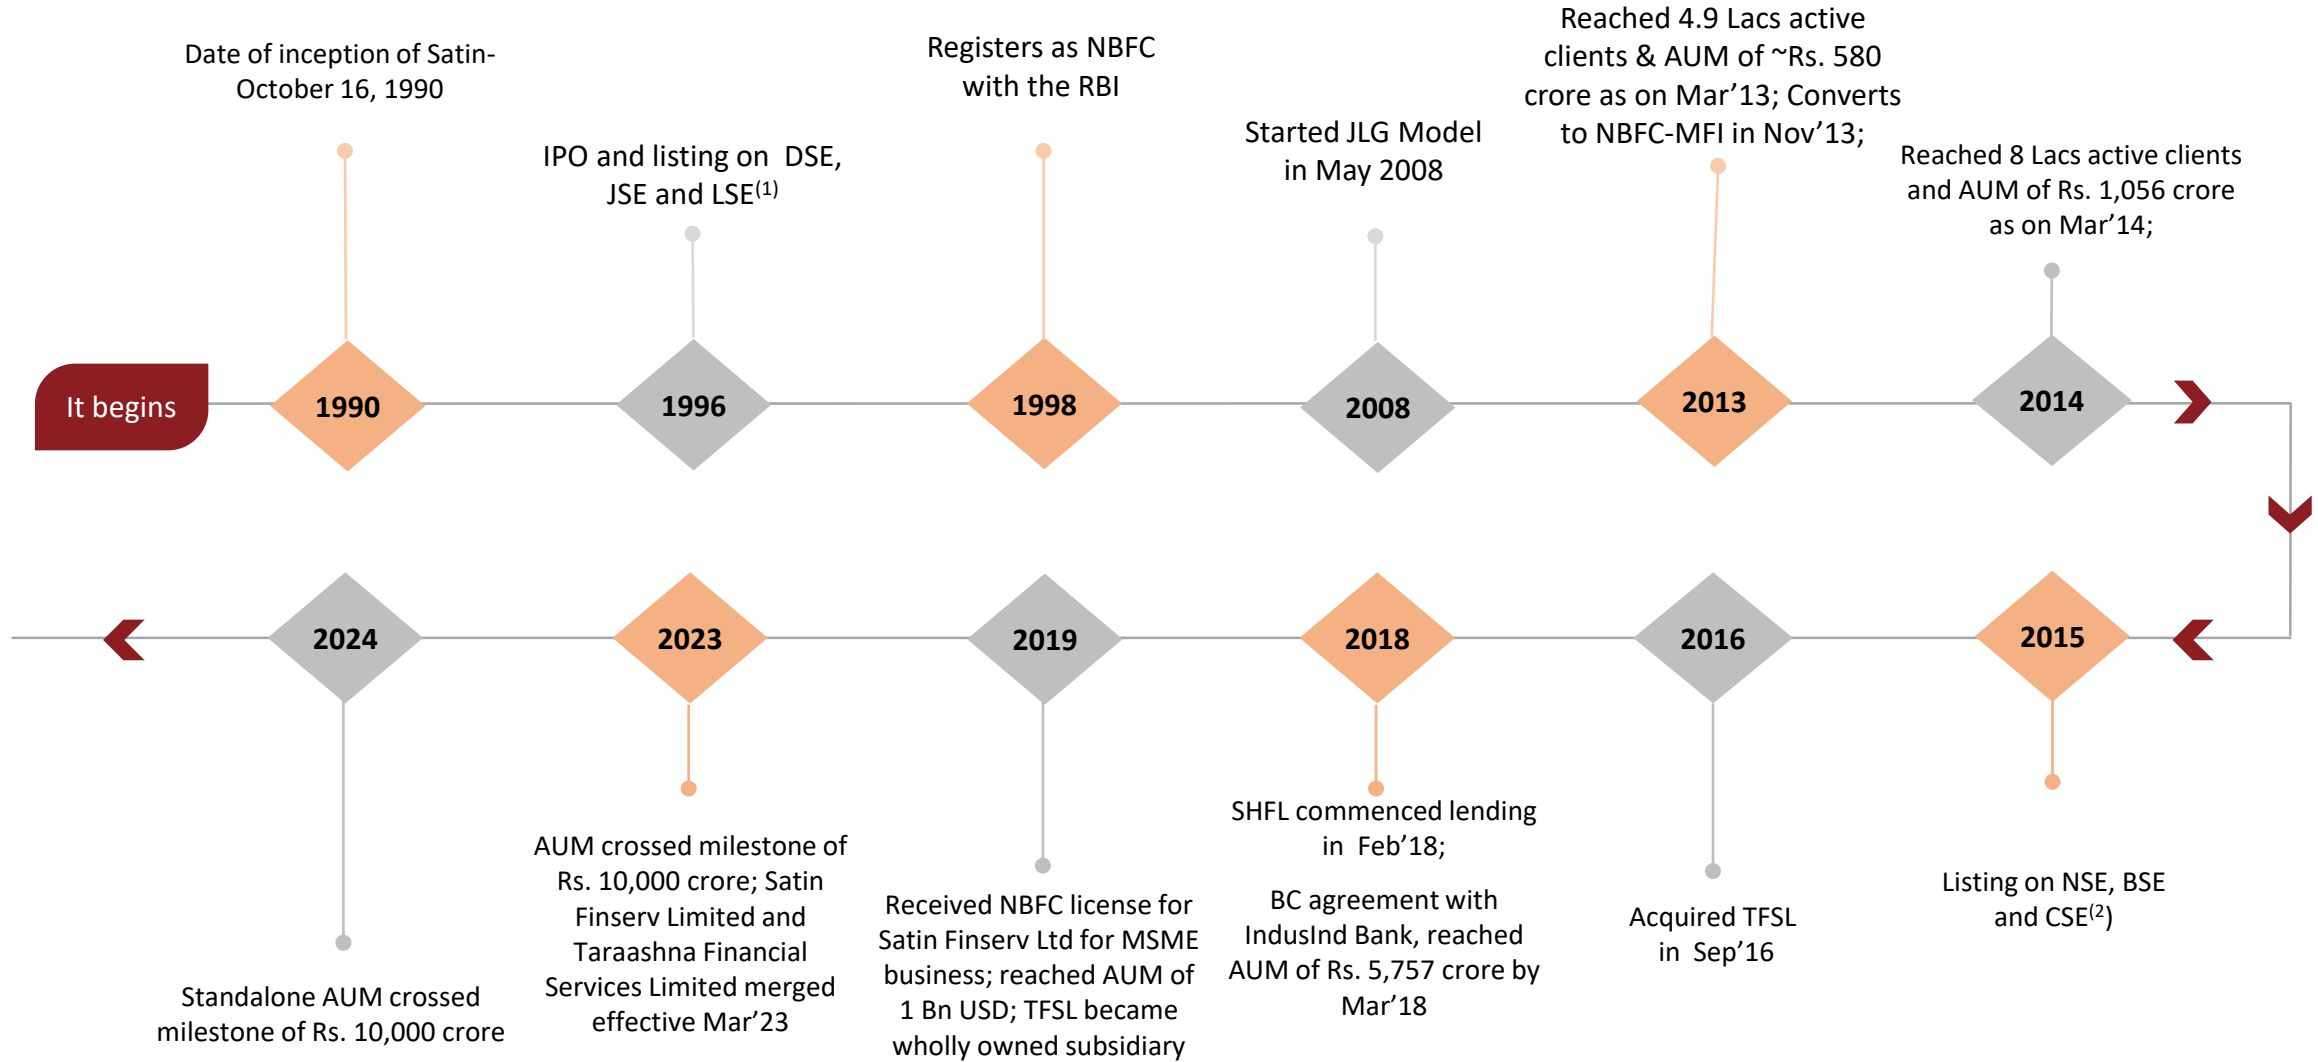 Date of inception of Satin-
October 16, 1990
IPO and listing on  DSE,
JSE and LSE(1)
Registers as NBFC
with the RBI
Started JLG Model
in May 2008
Reached 4.9 Lacs active
clients & AUM of ~Rs. 580
crore as on Mar’13; Converts
to NBFC-MFI in Nov’13;
Reached 8 Lacs active clients
and AUM of Rs. 1,056 crore
as on Mar’14;
It begins
1990
1996
1998
2008
2013
2014
2024
2023
2019
2018
2016
2015
Standalone AUM crossed
milestone of Rs. 10,000 crore
AUM crossed milestone of
Rs. 10,000 crore; Satin
Finserv Limited and
Taraashna Financial
Services Limited merged
effective Mar’23
Received NBFC license for
Satin Finserv Ltd for MSME
business; reached AUM of
1 Bn USD; TFSL became
wholly owned subsidiary
SHFL commenced lending
in  Feb’18;
BC agreement with
IndusInd Bank, reached
AUM of Rs. 5,757 crore by
Mar’18
Acquired TFSL
in  Sep’16
Listing on NSE, BSE
and CSE(2)